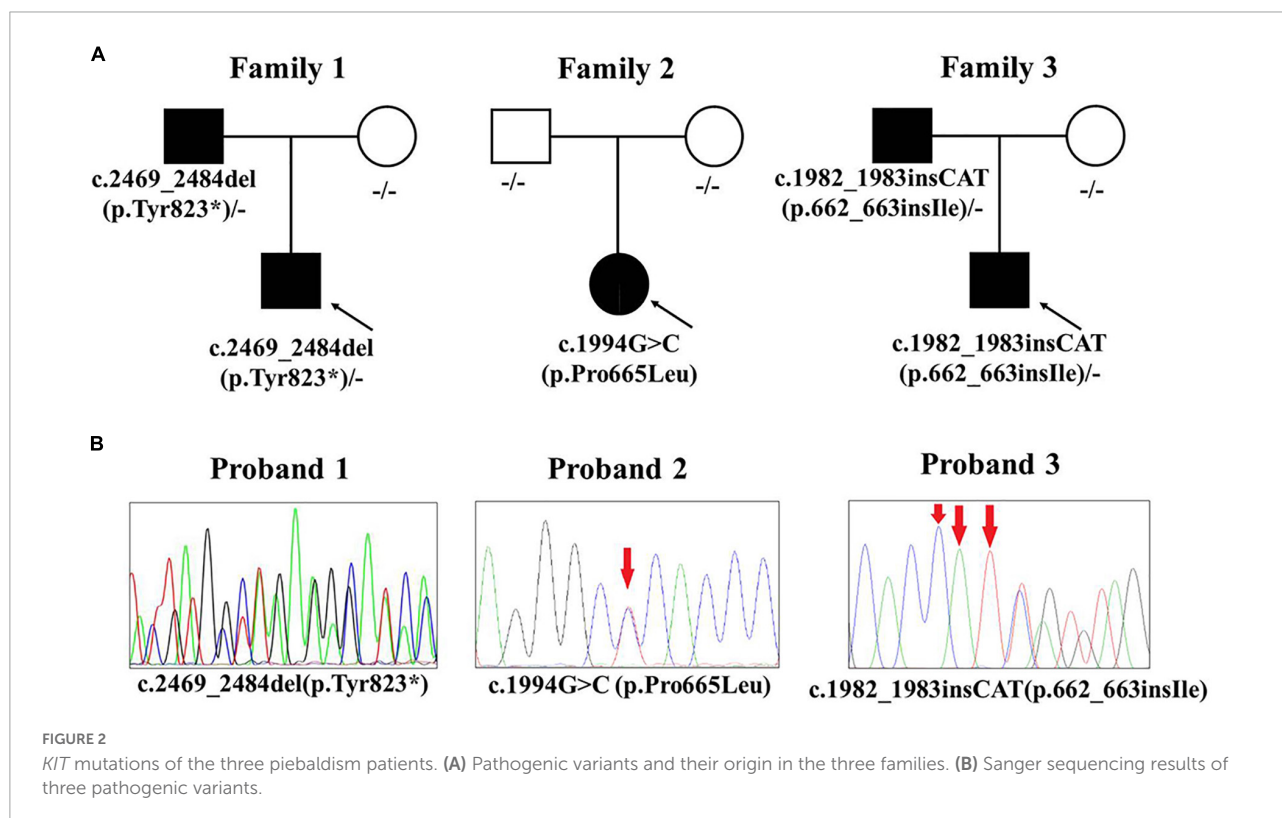 A
Family 1
Family 2
Family 3
c.2469_2484del
(p.Tyr823*)/-
-/-
-/-
-/-
c.1982_1983insCAT
(p.662_663insIle)/-
-/-
c.2469_2484del
(p.Tyr823*)/-
c.1994G>C
(p.Pro665Leu)
c.1982_1983insCAT
(p.662_663insIle)/-
B
Proband 1
Proband 2
Proband 3
c.2469_2484del(p.Tyr823*)
c.1994G>C (p.Pro665Leu)
c.1982_1983insCAT(p.662_663insIle)
FIGURE 2
KIT mutations of the three piebaldism patients. (A) Pathogenic variants and their origin in the three families. (B) Sanger sequencing results of
three pathogenic variants.